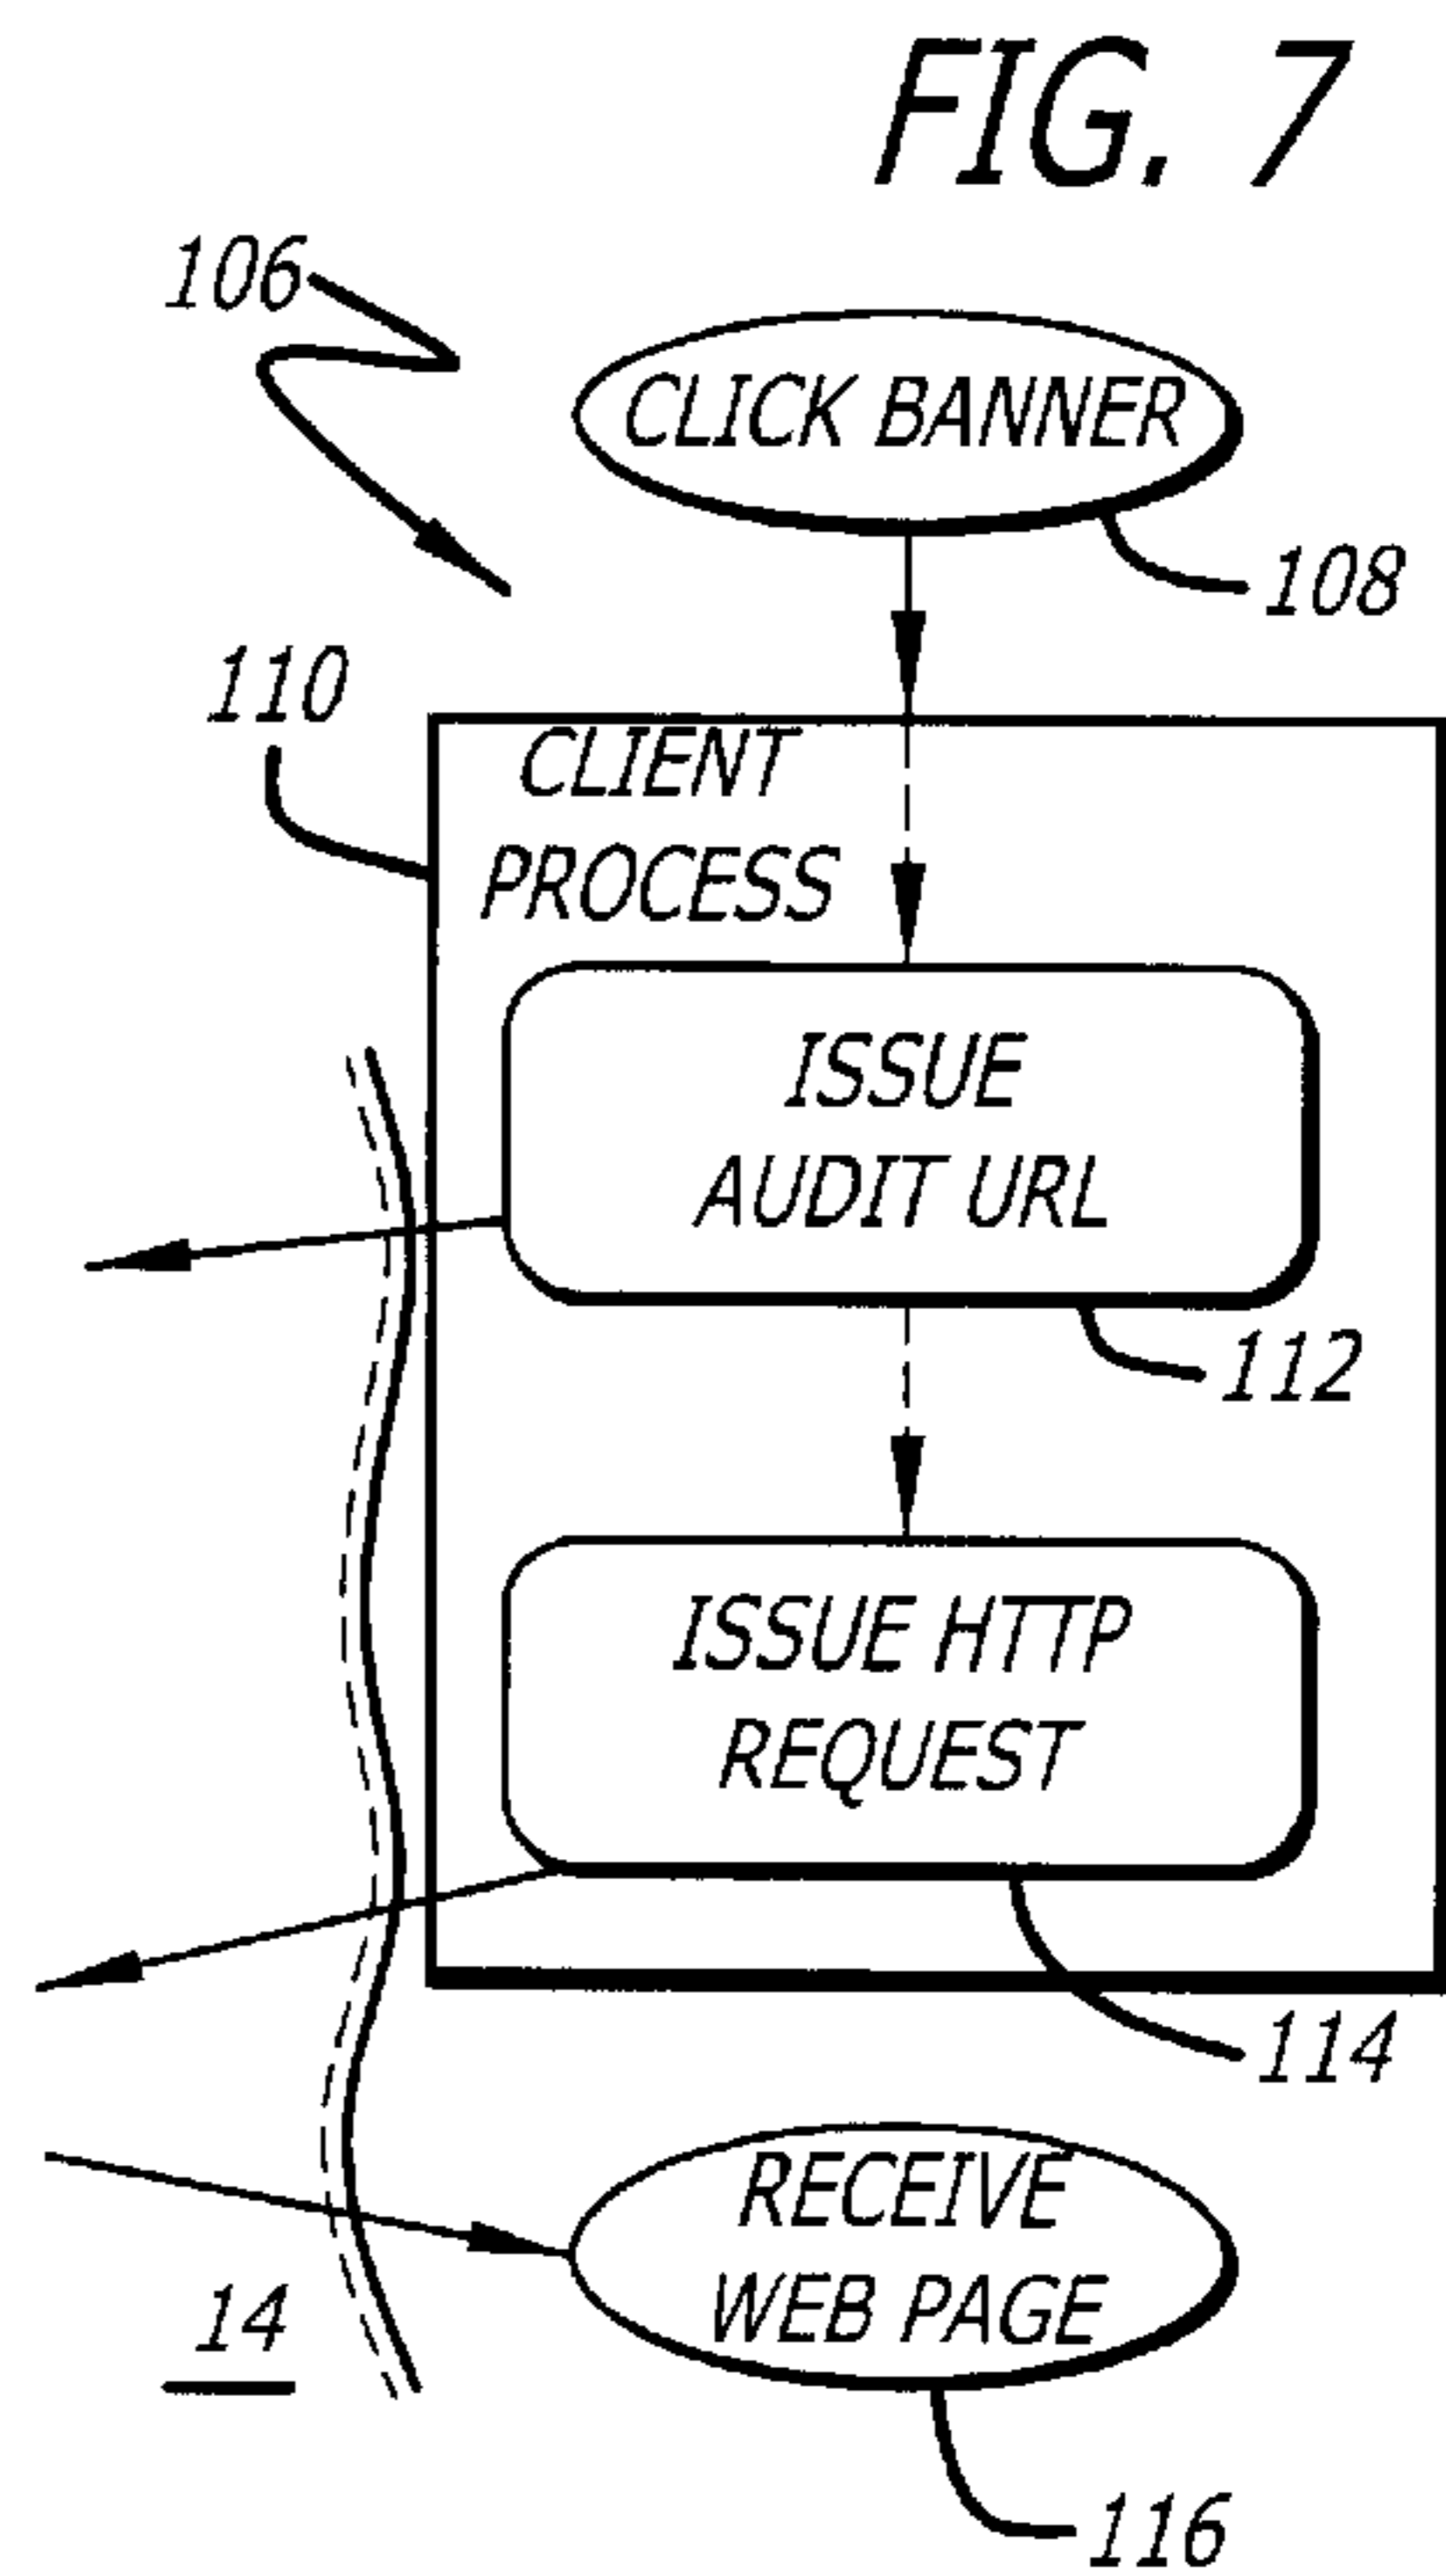 FIG. 7
106
CLICK BANNER
108
110
CLIENT
PROCESS
ISSUE
AUDIT URL
112
ISSUE HTTP
REQUEST
114
RECEIVE
WEB PAGE
14
116